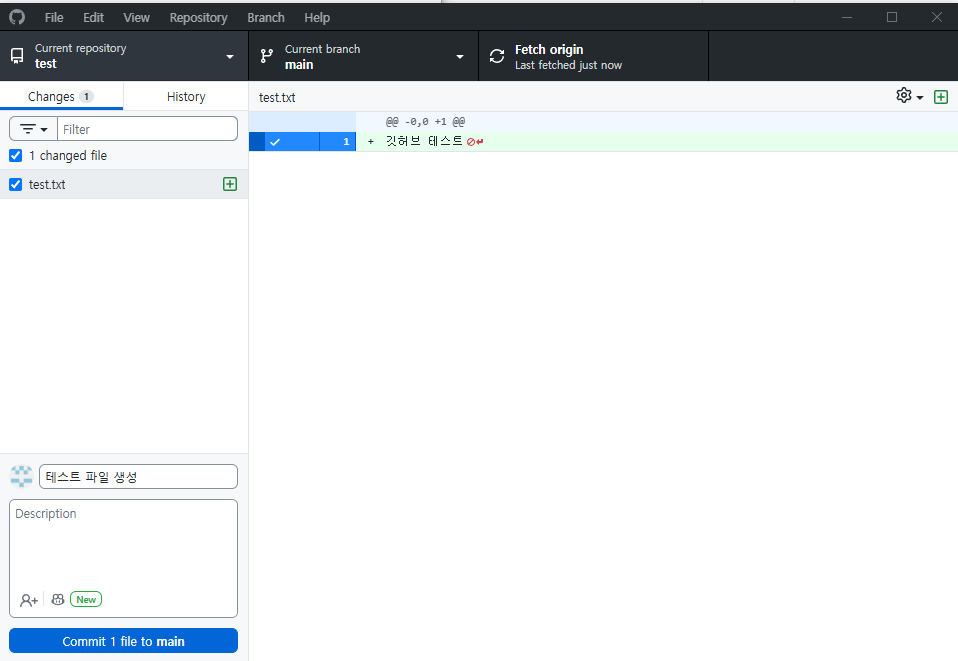 File Edit View Repository Branch Help
Current repository
test
Current branch
main
Fetch origin
Last fetched just now
Changes 1 History
Filter
1 changed file
test.txt
test.txt
@@ -0,0 +1 @@
1 + 깃허브 테스트
테스트 파일 생성
Description
New
Commit 1 file to main